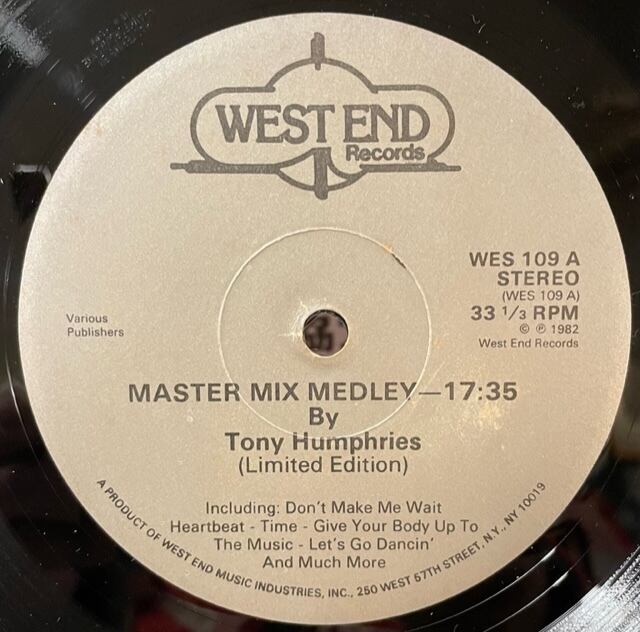 WEST END
Records
WES 109 A
STEREO
(WES 109 A)
33 1/3 RPM
© ℗ 1982
West End Records
Various
Publishers
MASTER MIX MEDLEY—17:35
By
Tony Humphries
(Limited Edition)
Including: Don't Make Me Wait
Heartbeat - Time - Give Your Body Up To
The Music - Let's Go Dancin'
And Much More
A PRODUCT OF WEST END MUSIC INDUSTRIES, INC., 250 WEST 57TH STREET, N.Y., NY 10019